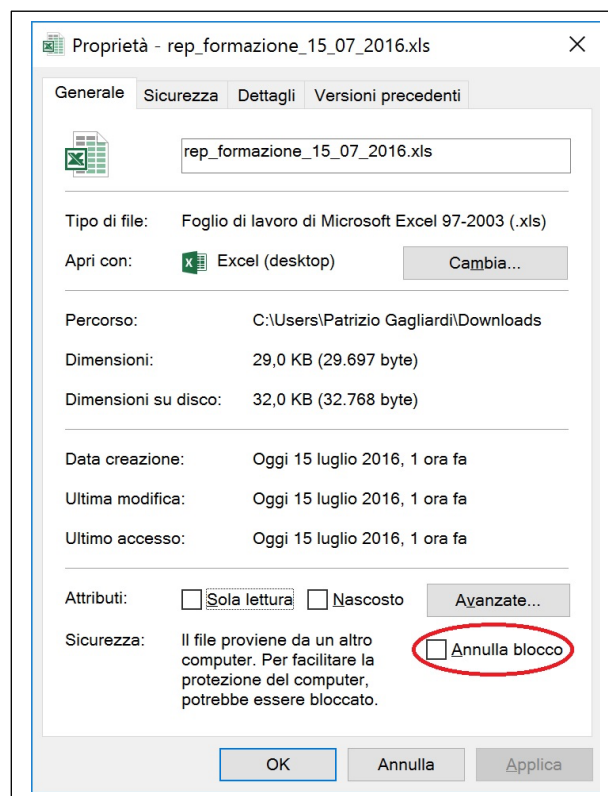 Proprietà - rep_formazione_15_07_2016.xls
Generale Sicurezza Dettagli Versioni precedenti
rep_formazione_15_07_2016.xls
Tipo di file: Foglio di lavoro di Microsoft Excel 97-2003 (.xls)
Apri con: Excel (desktop) Cambia...
Percorso: C:\Users\Patrizio Gagliardi\Downloads
Dimensioni: 29,0 KB (29.697 byte)
Dimensioni su disco: 32,0 KB (32.768 byte)
Data creazione: Oggi 15 luglio 2016, 1 ora fa
Ultima modifica: Oggi 15 luglio 2016, 1 ora fa
Ultimo accesso: Oggi 15 luglio 2016, 1 ora fa
Attributi: Sola lettura Nascosto Avanzate...
Sicurezza: Il file proviene da un altro
computer. Per facilitare la
protezione del computer,
potrebbe essere bloccato.
Annulla blocco
OK Annulla Applica